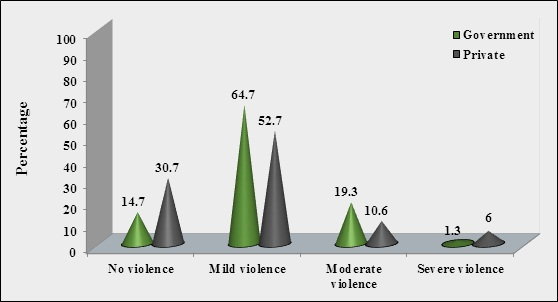 Government
Private
Percentage
100
90
80
70
60
50
40
30
20
10
0
14.7
30.7
64.7
52.7
19.3
10.6
1.3
6
No violence
Mild violence
Moderate
violence
Severe violence